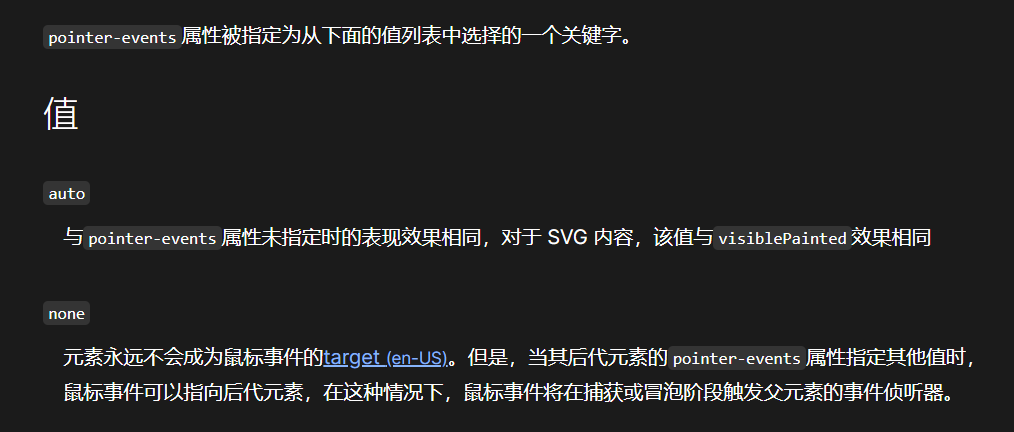 pointer-events属性被指定为从下面的值列表中选择的一个关键字。
值
auto
与pointer-events属性未指定时的表现效果相同，对于 SVG 内容，该值与visiblePainted效果相同
none
元素永远不会成为鼠标事件的target (en-US)。但是，当其后代元素的pointer-events属性指定其他值时，
鼠标事件可以指向后代元素，在这种情况下，鼠标事件将在捕获或冒泡阶段触发父元素的事件侦听器。